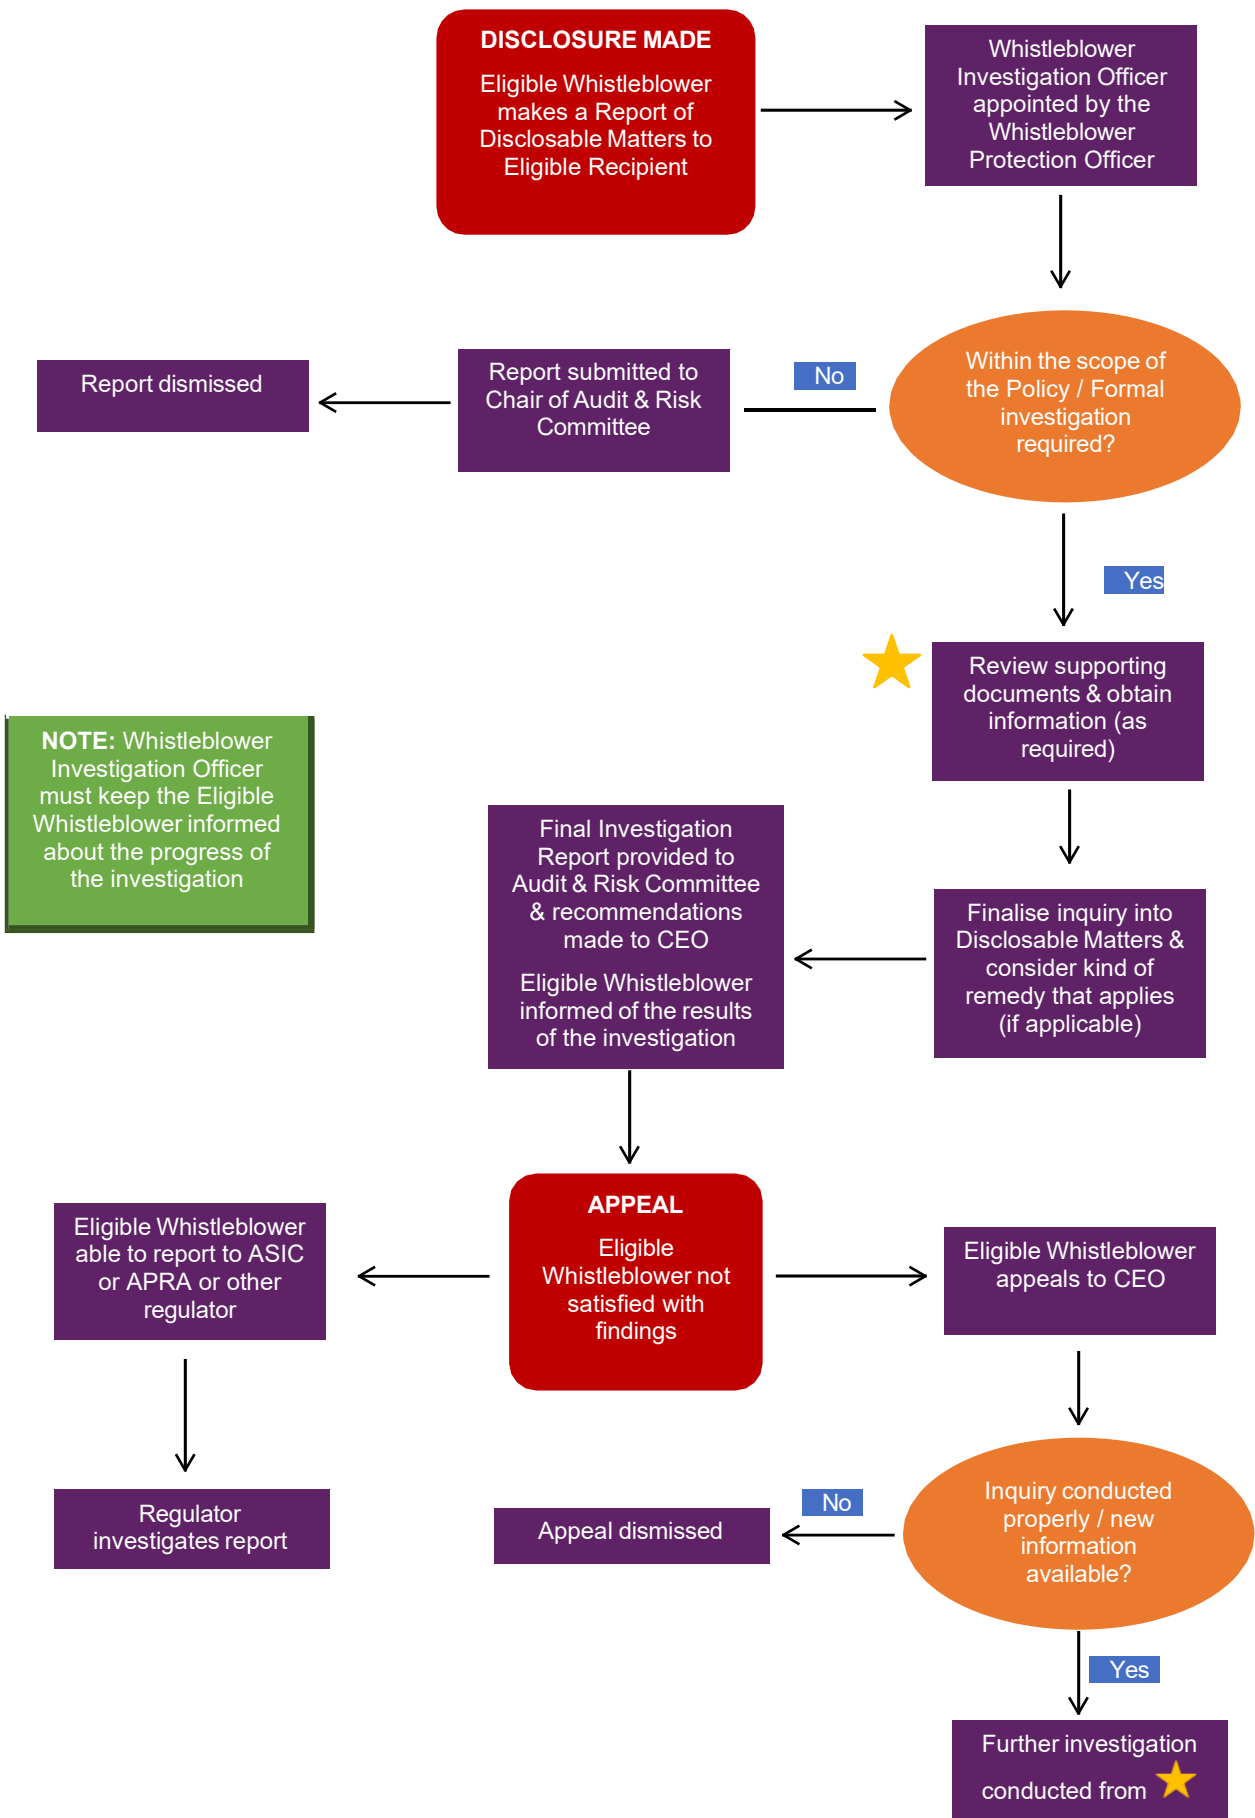 DISCLOSURE MADE
Eligible Whistleblower
makes a Report of
Disclosable Matters to
Eligible Recipient
Whistleblower
Investigation Officer
appointed by the
Whistleblower
Protection Officer
Within the scope of
the Policy / Formal
investigation
required?
No
Report submitted to
Chair of Audit & Risk
Committee
Report dismissed
Yes
Review supporting
documents & obtain
information (as
required)
NOTE: Whistleblower
Investigation Officer
must keep the Eligible
Whistleblower informed
about the progress of
the investigation
Finalise inquiry into
Disclosable Matters &
consider kind of
remedy that applies
(if applicable)
Final Investigation
Report provided to
Audit & Risk Committee
& recommendations
made to CEO
Eligible Whistleblower
informed of the results
of the investigation
APPEAL
Eligible
Whistleblower not
satisfied with
findings
Eligible Whistleblower
able to report to ASIC
or APRA or other
regulator
Regulator
investigates report
Eligible Whistleblower
appeals to CEO
Inquiry conducted
properly / new
information
available?
No
Appeal dismissed
Yes
Further investigation
conducted from